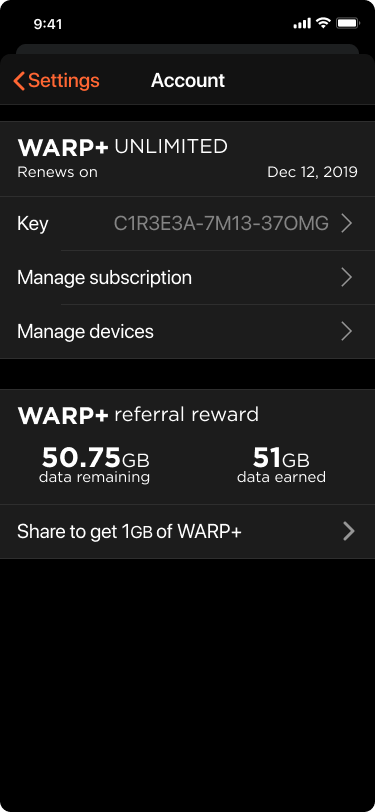 9:41
Settings
Account
WARP+ UNLIMITED
Renews on Dec 12, 2019
Key C1R3E3A-7M13-37OMG
Manage subscription
Manage devices
WARP+ referral reward
50.75GB 51GB
data remaining data earned
Share to get 1GB of WARP+